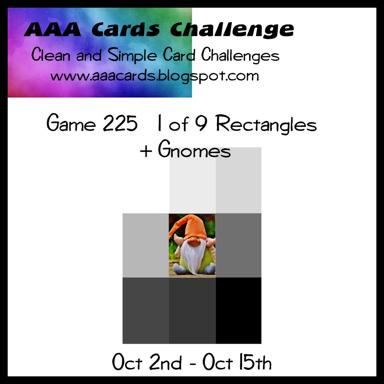 AAA Cards Challenge
Clean and Simple Card Challenges
www.aaacards.blogspot.com
Game 225 1 of 9 Rectangles
+ Gnomes
Oct 2nd - Oct 15th